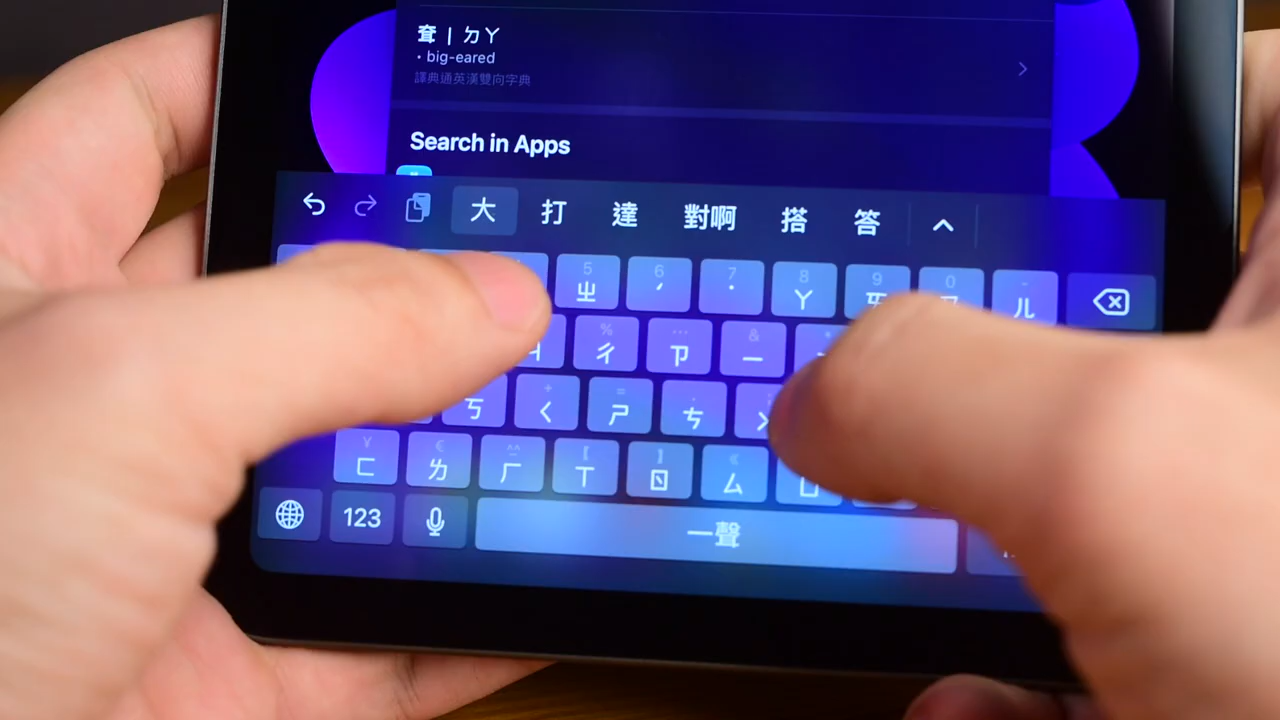 耷 | ㄉㄚ
• big-eared
譯典通英漢雙向字典
Search in Apps
大 打 達 對啊 搭 答
5 6 7 8 9 0 -
ㄓ ˊ ˙ ㄚ ㄞ ㄢ ㄦ
% ... &
ㄔ ㄗ ㄧ
+ = ;
ㄎ ㄑ ㄕ ㄘ ㄨ
¥ € ^^ 【 】 《
ㄈ ㄌ ㄏ ㄒ ㄖ ㄙ ㄩ
123 一聲